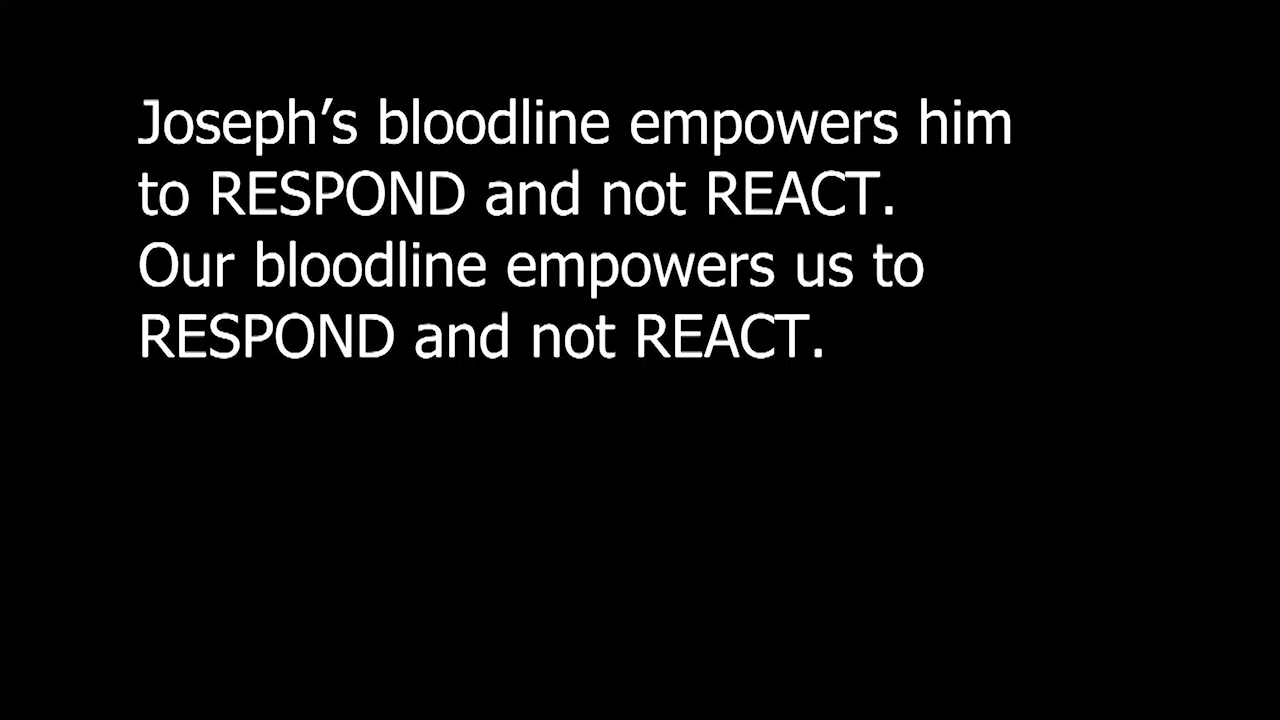 Joseph’s bloodline empowers him
to RESPOND and not REACT.
Our bloodline empowers us to
RESPOND and not REACT.